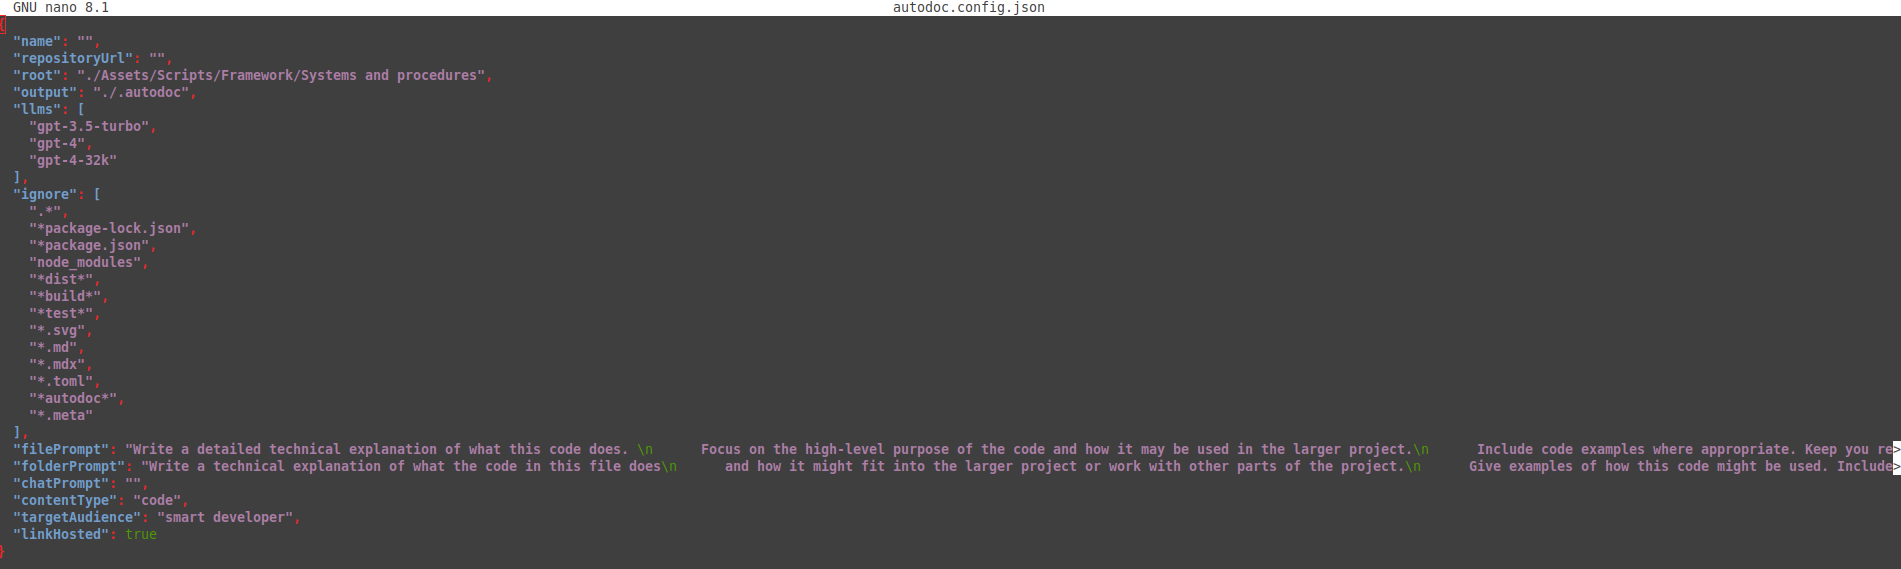 GNU nano 8.1 autodoc.config.json
{
"name": "",
"repositoryUrl": "",
"root": "./Assets/Scripts/Framework/Systems and procedures",
"output": "./.autodoc",
"llms": [
"gpt-3.5-turbo",
"gpt-4",
"gpt-4-32k"
],
"ignore": [
".*",
"*package-lock.json",
"*package.json",
"node_modules",
"*dist*",
"*build*",
"*test*",
"*.svg",
"*.md",
"*.mdx",
"*.toml",
"*autodoc*",
"*.meta"
],
"filePrompt": "Write a detailed technical explanation of what this code does. \n      Focus on the high-level purpose of the code and how it may be used in the larger project.\n      Include code examples where appropriate. Keep you re>
"folderPrompt": "Write a technical explanation of what the code in this file does\n      and how it might fit into the larger project or work with other parts of the project.\n      Give examples of how this code might be used. Include>
"chatPrompt": "",
"contentType": "code",
"targetAudience": "smart developer",
"linkHosted": true
}